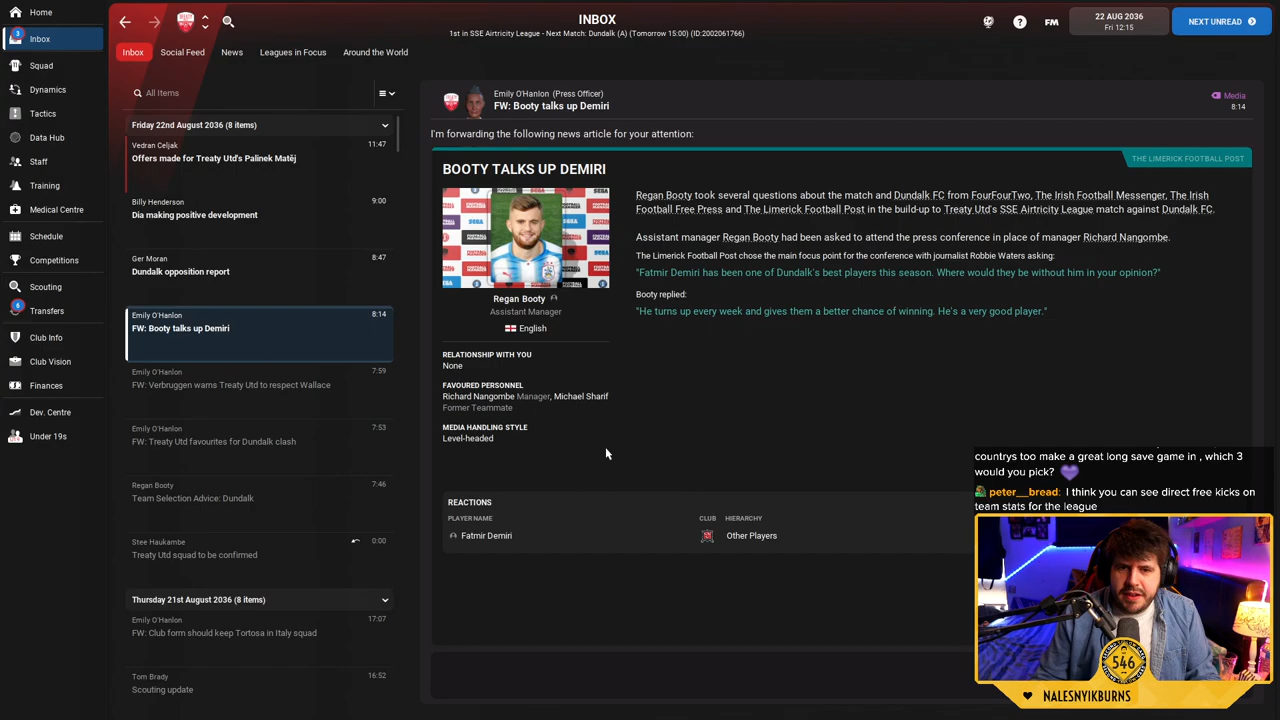 Home
3
Inbox
Squad
Dynamics
Tactics
Data Hub
Staff
Training
Medical Centre
Schedule
Competitions
Scouting
6
Transfers
Club Info
Club Vision
Finances
Dev. Centre
Under 19s
INBOX
1st in SSE Airtricity League - Next Match: Dundalk (A) (Tomorrow 15:00) (ID:2002061766)
FM
22 AUG 2036
Fri 12:15
NEXT UNREAD
Inbox
Social Feed
News
Leagues in Focus
Around the World
All Items
Friday 22nd August 2036 (8 items)
Vedran Celjak
11:47
Offers made for Treaty Utd's Palinek Matěj
Billy Henderson
9:00
Dia making positive development
Ger Moran
8:47
Dundalk opposition report
Emily O'Hanlon
8:14
FW: Booty talks up Demiri
Emily O'Hanlon
7:59
FW: Verbruggen warns Treaty Utd to respect Wallace
Emily O'Hanlon
7:53
FW: Treaty Utd favourites for Dundalk clash
Regan Booty
7:46
Team Selection Advice: Dundalk
Stee Haukambe
0:00
Treaty Utd squad to be confirmed
Thursday 21st August 2036 (8 items)
Emily O'Hanlon
17:07
FW: Club form should keep Tortosa in Italy squad
Tom Brady
16:52
Scouting update
Emily O'Hanlon (Press Officer)
FW: Booty talks up Demiri
Media
8:14
I'm forwarding the following news article for your attention:
THE LIMERICK FOOTBALL POST
BOOTY TALKS UP DEMIRI
Regan Booty
Assistant Manager
English
RELATIONSHIP WITH YOU
None
FAVOURED PERSONNEL
Richard Nangombe Manager, Michael Sharif
Former Teammate
MEDIA HANDLING STYLE
Level-headed
Regan Booty took several questions about the match and Dundalk FC from FourFourTwo, The Irish Football Messenger, The Irish
Football Free Press and The Limerick Football Post in the build-up to Treaty Utd's SSE Airtricity League match against Dundalk FC.
Assistant manager Regan Booty had been asked to attend the press conference in place of manager Richard Nangombe.
The Limerick Football Post chose the main focus point for the conference with journalist Robbie Waters asking:
"Fatmir Demiri has been one of Dundalk's best players this season. Where would they be without him in your opinion?"
Booty replied:
"He turns up every week and gives them a better chance of winning. He's a very good player."
REACTIONS
PLAYER NAME
CLUB
HIERARCHY
Fatmir Demiri
Other Players
countrys too make a great long save game in , which 3
would you pick?
peter__bread: I think you can see direct free kicks on
team stats for the league
546
NALESNYIKBURNS